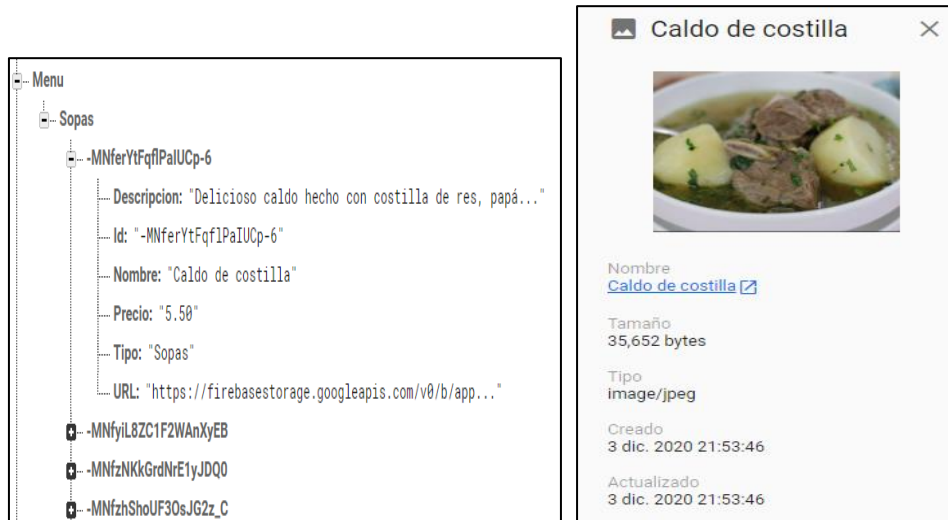 Menu
Sopas
-MNferYtFqflPaIUCp-6
Descripcion: "Delicioso caldo hecho con costilla de res, papá..."
Id: "-MNferYtFqflPaIUCp-6"
Nombre: "Caldo de costilla"
Precio: "5.50"
Tipo: "Sopas"
URL: "https://firebasestorage.googleapis.com/v0/b/app..."
-MNfyiL8ZC1F2WAnXyEB
-MNfzNKkGrdNrE1yJDQ0
-MNfzhShoUF3OsJG2z_C
Caldo de costilla
Nombre
Caldo de costilla
Tamaño
35,652 bytes
Tipo
image/jpeg
Creado
3 dic. 2020 21:53:46
Actualizado
3 dic. 2020 21:53:46